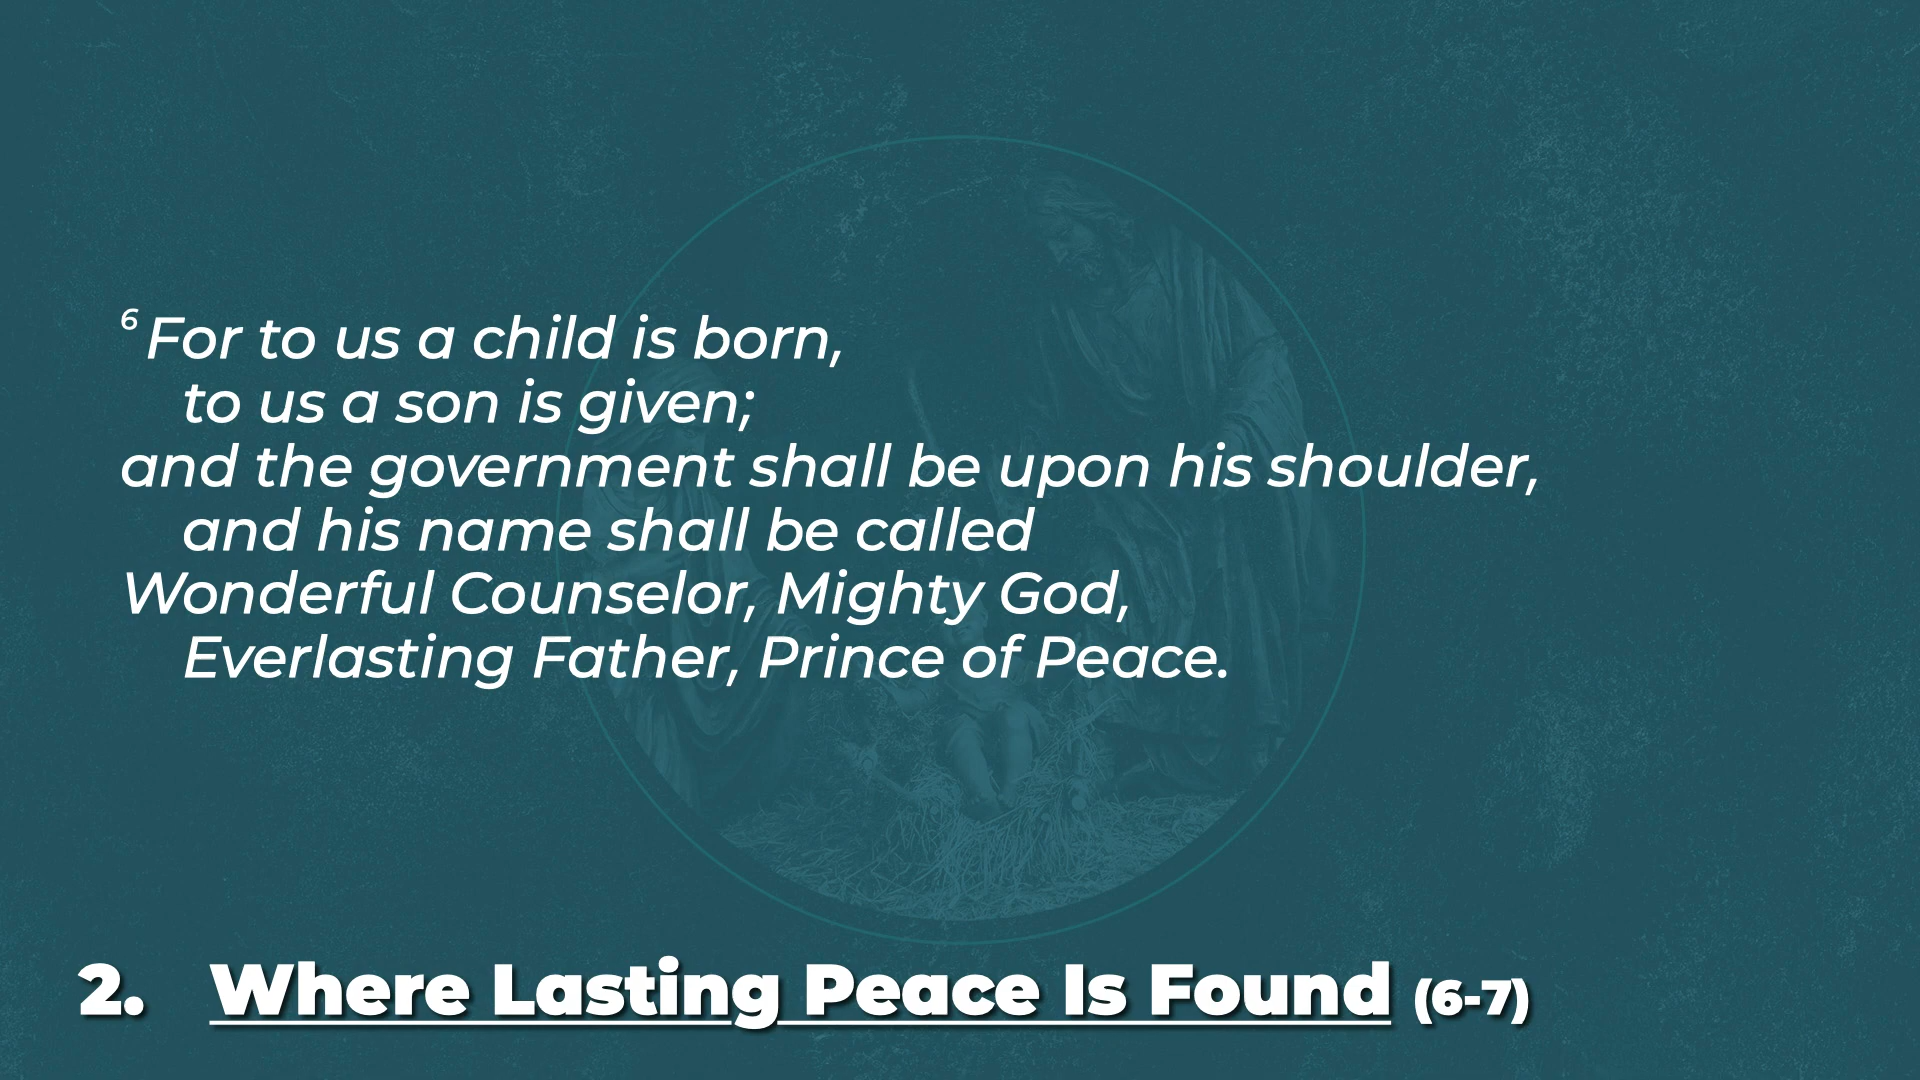 6 For to us a child is born,
to us a son is given;
and the government shall be upon his shoulder,
and his name shall be called
Wonderful Counselor, Mighty God,
Everlasting Father, Prince of Peace.
2. Where Lasting Peace Is Found (6-7)